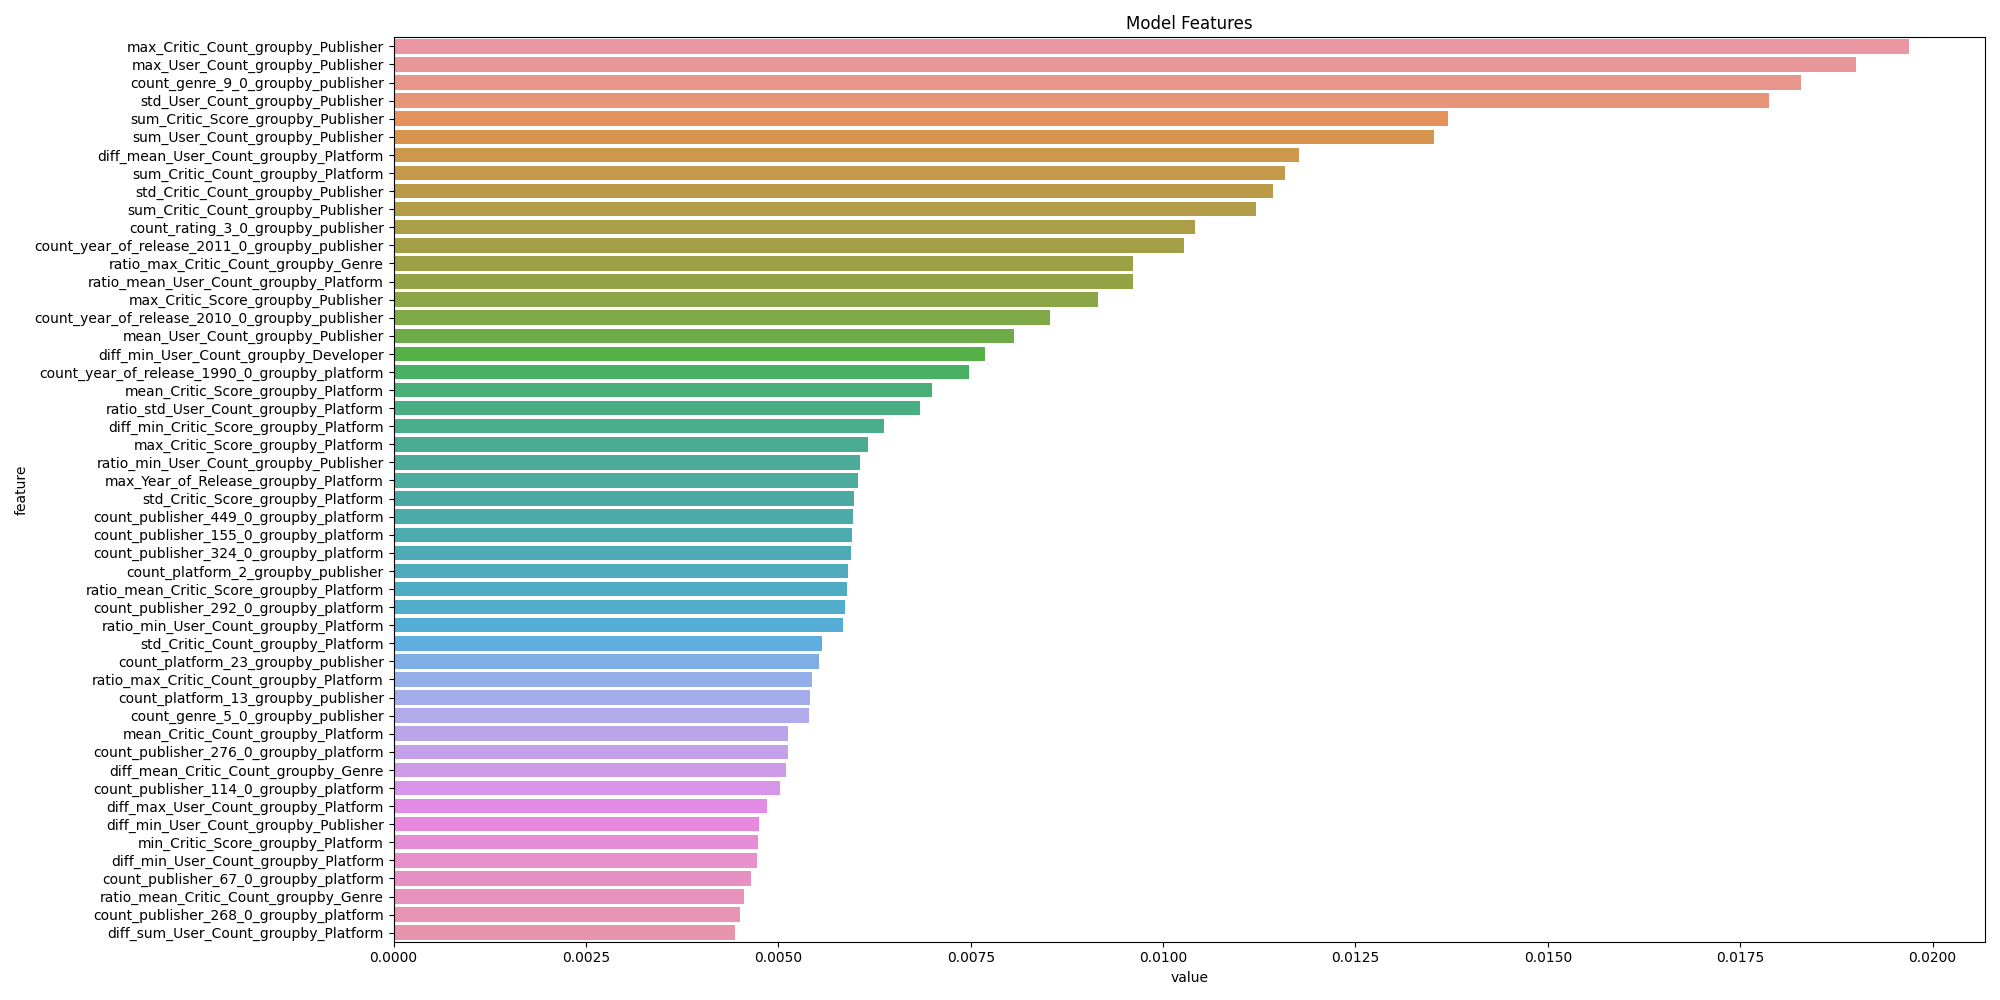 Model Features
max_Critic_Count_groupby_Publisher
max_User_Count_groupby_Publisher
count_genre_9_0_groupby_publisher
std_User_Count_groupby_Publisher
sum_Critic_Score_groupby_Publisher
sum_User_Count_groupby_Publisher
diff_mean_User_Count_groupby_Platform
sum_Critic_Count_groupby_Platform
std_Critic_Count_groupby_Publisher
sum_Critic_Count_groupby_Publisher
count_rating_3_0_groupby_publisher
count_year_of_release_2011_0_groupby_publisher
ratio_max_Critic_Count_groupby_Genre
ratio_mean_User_Count_groupby_Platform
max_Critic_Score_groupby_Publisher
count_year_of_release_2010_0_groupby_publisher
mean_User_Count_groupby_Publisher
diff_min_User_Count_groupby_Developer
count_year_of_release_1990_0_groupby_platform
mean_Critic_Score_groupby_Platform
ratio_std_User_Count_groupby_Platform
diff_min_Critic_Score_groupby_Platform
max_Critic_Score_groupby_Platform
ratio_min_User_Count_groupby_Publisher
max_Year_of_Release_groupby_Platform
std_Critic_Score_groupby_Platform
count_publisher_449_0_groupby_platform
count_publisher_155_0_groupby_platform
count_publisher_324_0_groupby_platform
count_platform_2_groupby_publisher
ratio_mean_Critic_Score_groupby_Platform
count_publisher_292_0_groupby_platform
ratio_min_User_Count_groupby_Platform
std_Critic_Count_groupby_Platform
count_platform_23_groupby_publisher
ratio_max_Critic_Count_groupby_Platform
count_platform_13_groupby_publisher
count_genre_5_0_groupby_publisher
mean_Critic_Count_groupby_Platform
count_publisher_276_0_groupby_platform
diff_mean_Critic_Count_groupby_Genre
count_publisher_114_0_groupby_platform
diff_max_User_Count_groupby_Platform
diff_min_User_Count_groupby_Publisher
min_Critic_Score_groupby_Platform
diff_min_User_Count_groupby_Platform
count_publisher_67_0_groupby_platform
ratio_mean_Critic_Count_groupby_Genre
count_publisher_268_0_groupby_platform
diff_sum_User_Count_groupby_Platform
feature
0.0000 0.0025 0.0050 0.0075 0.0100 0.0125 0.0150 0.0175 0.0200
value